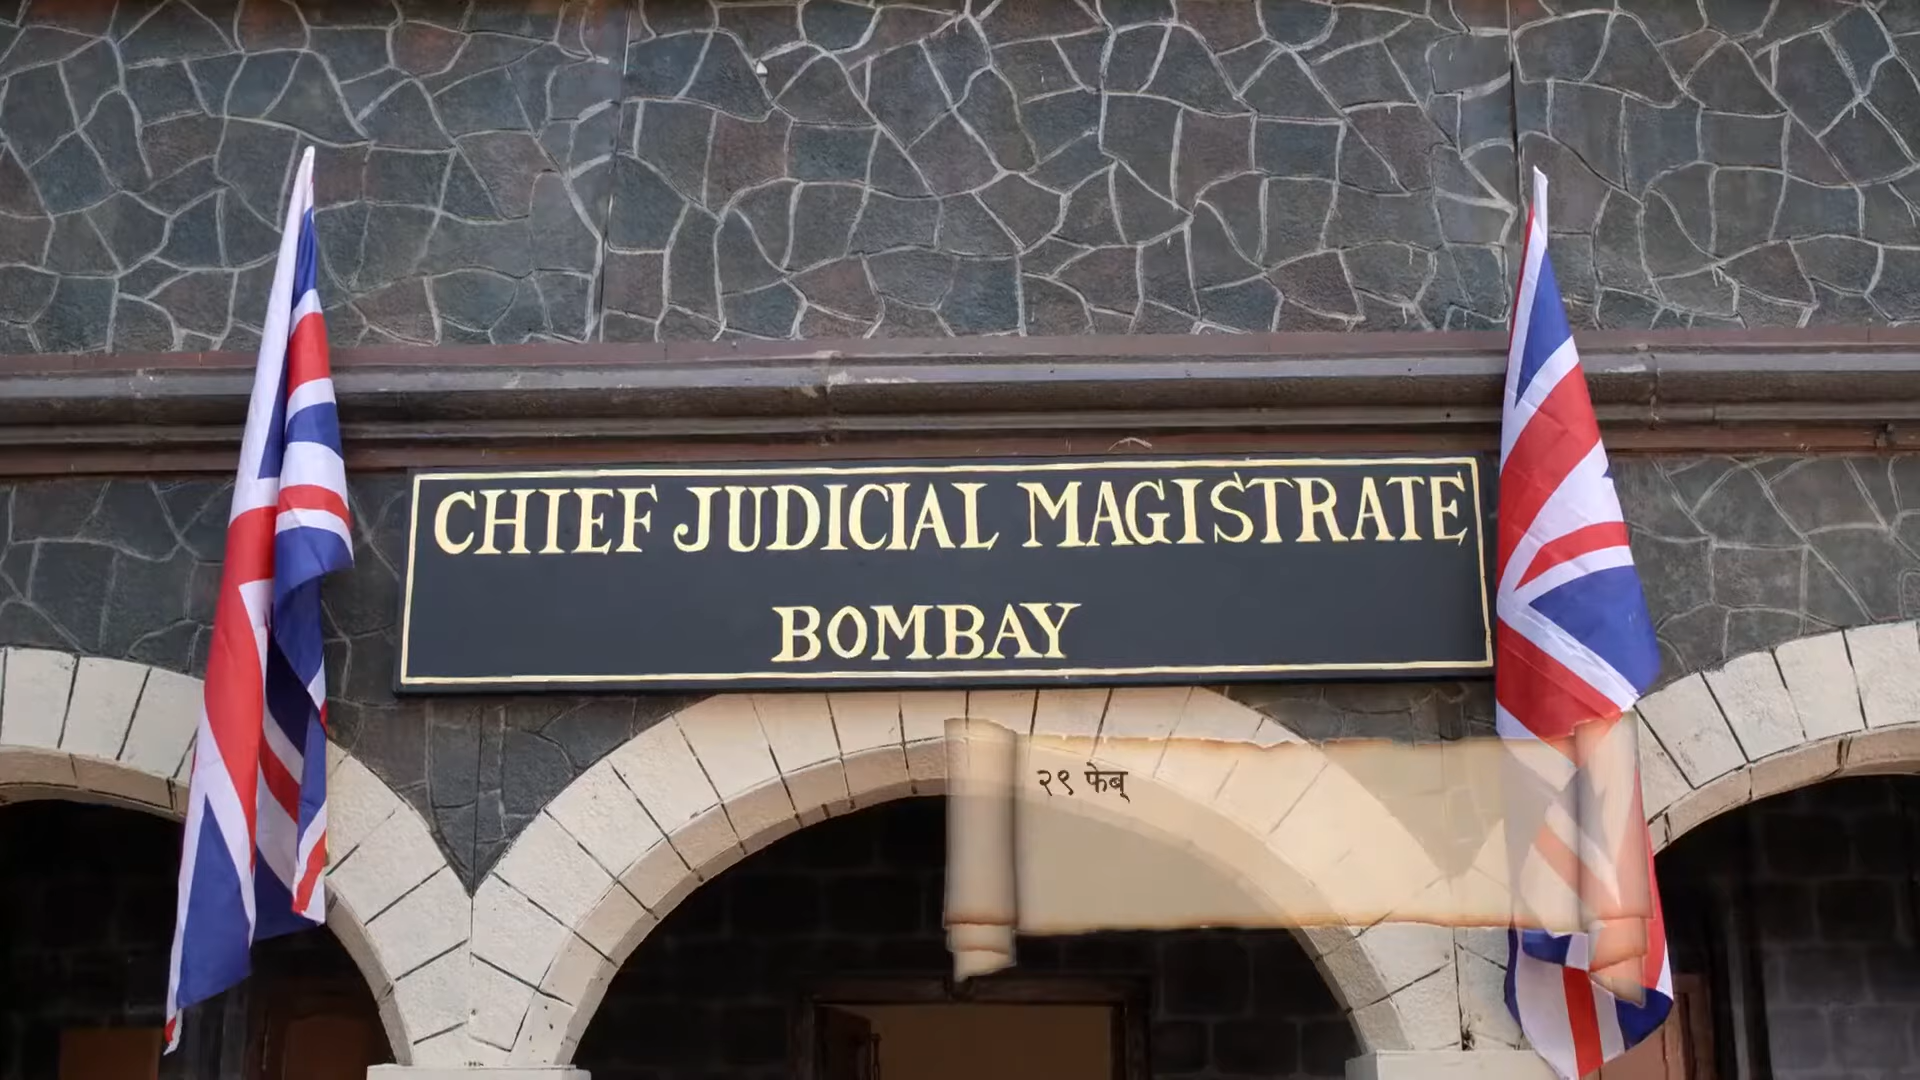 CHIEF JUDICIAL MAGISTRATE
BOMBAY
२९ फेब्